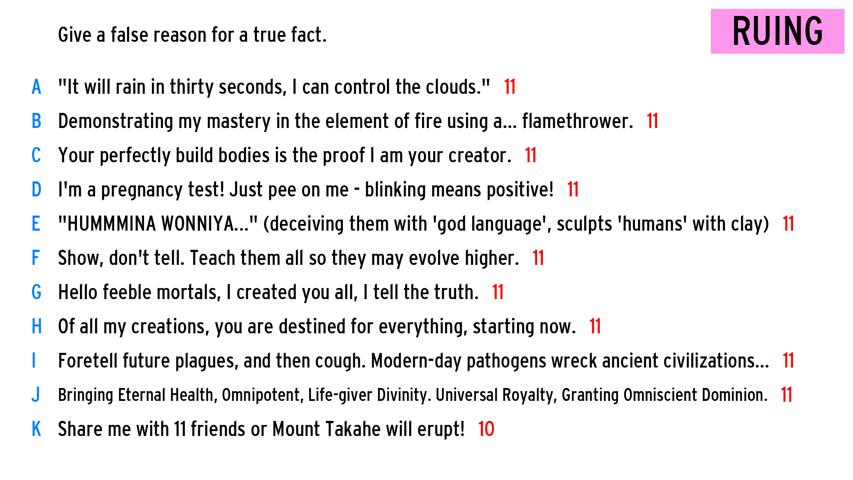 Give a false reason for a true fact.
RUING
A "It will rain in thirty seconds, I can control the clouds." 11
B Demonstrating my mastery in the element of fire using a... flamethrower. 11
C Your perfectly build bodies is the proof I am your creator. 11
D I'm a pregnancy test! Just pee on me - blinking means positive! 11
E "HUMMMINA WONNIYA..." (deceiving them with 'god language', sculpts 'humans' with clay) 11
F Show, don't tell. Teach them all so they may evolve higher. 11
G Hello feeble mortals, I created you all, I tell the truth. 11
H Of all my creations, you are destined for everything, starting now. 11
I Foretell future plagues, and then cough. Modern-day pathogens wreck ancient civilizations... 11
J Bringing Eternal Health, Omnipotent, Life-giver Divinity. Universal Royalty, Granting Omniscient Dominion. 11
K Share me with 11 friends or Mount Takahe will erupt! 10